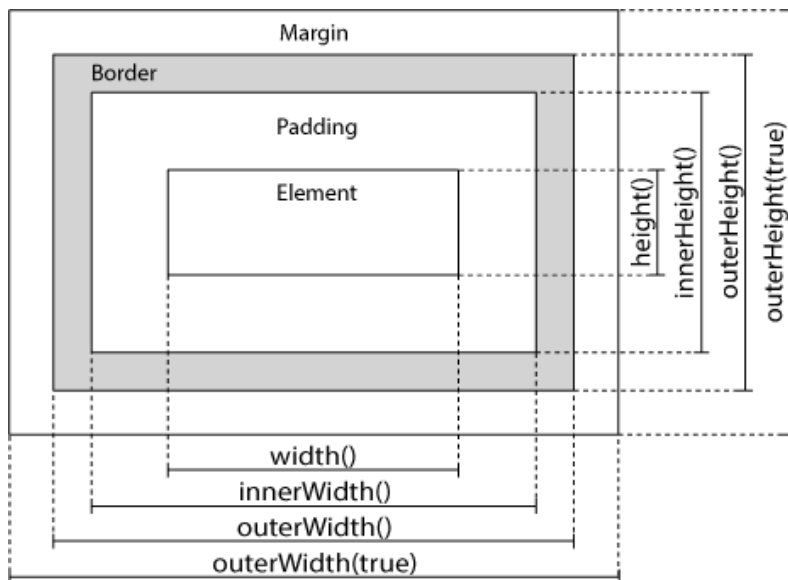 Margin
Border
Padding
Element
height()
innerHeight()
outerHeight()
outerHeight(true)
width()
innerWidth()
outerWidth()
outerWidth(true)